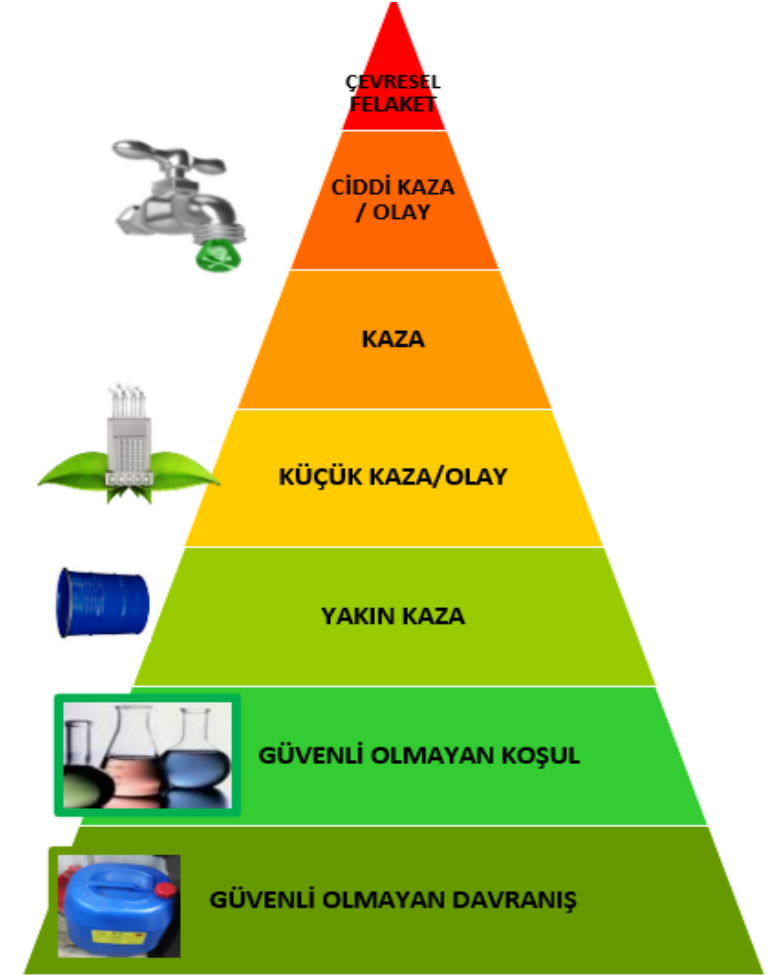 ÇEVRESEL
FELAKET
CİDDİ KAZA
/ OLAY
KAZA
KÜÇÜK KAZA/OLAY
YAKIN KAZA
GÜVENLİ OLMAYAN KOŞUL
GÜVENLİ OLMAYAN DAVRANIŞ